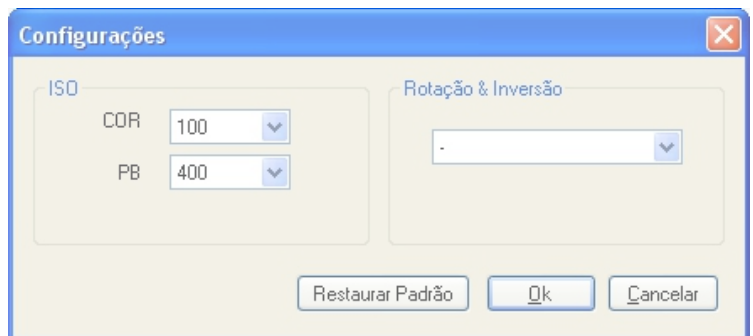 Configurações
ISO
COR 100
PB 400
Rotação & Inversão
-
Restaurar Padrão Ok Cancelar